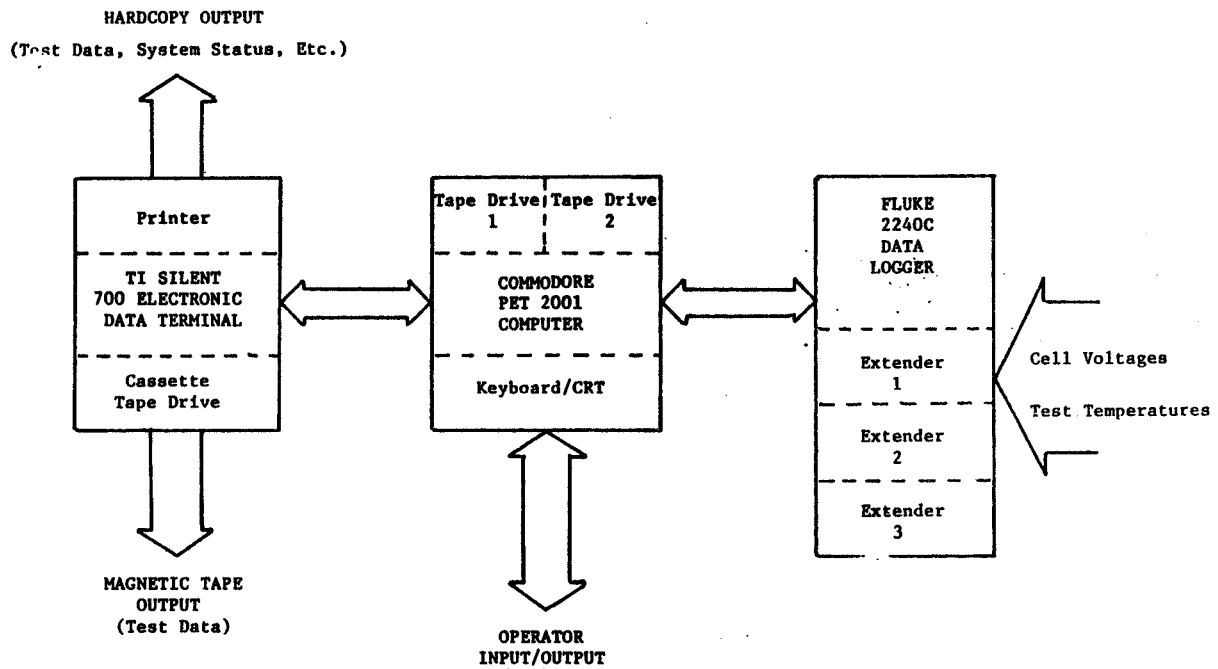 HARDCOPY OUTPUT
(Test Data, System Status, Etc.)
Printer
TI SILENT
700 ELECTRONIC
DATA TERMINAL
Cassette
Tape Drive
MAGNETIC TAPE
OUTPUT
(Test Data)
Tape Drive
1
Tape Drive
2
COMMODORE
PET 2001
COMPUTER
Keyboard/CRT
OPERATOR
INPUT/OUTPUT
FLUKE
2240C
DATA
LOGGER
Extender
1
Extender
2
Extender
3
Cell Voltages
Test Temperatures